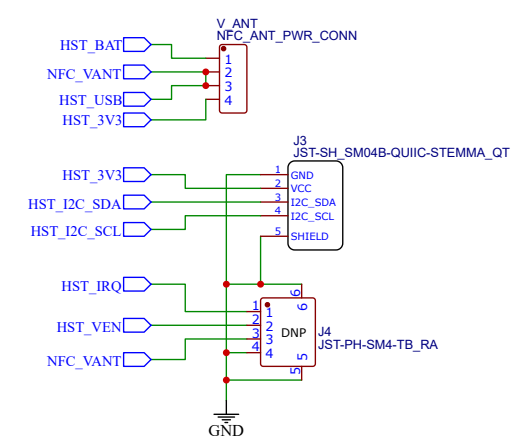 V_ANT
NFC_ANT_PWR_CONN
HST_BAT
1
NFC_VANT
2
HST_USB
3
HST_3V3
4
J3
JST-SH_SM04B-QUIIC-STEMMA_QT
HST_3V3
1 GND
2 VCC
HST_I2C_SDA
3 I2C_SDA
HST_I2C_SCL
4 I2C_SCL
5 SHIELD
HST_IRQ
6 6
1 1
HST_VEN
2 2
DNP
J4
3 3
JST-PH-SM4-TB_RA
NFC_VANT
4 4
5 5
GND